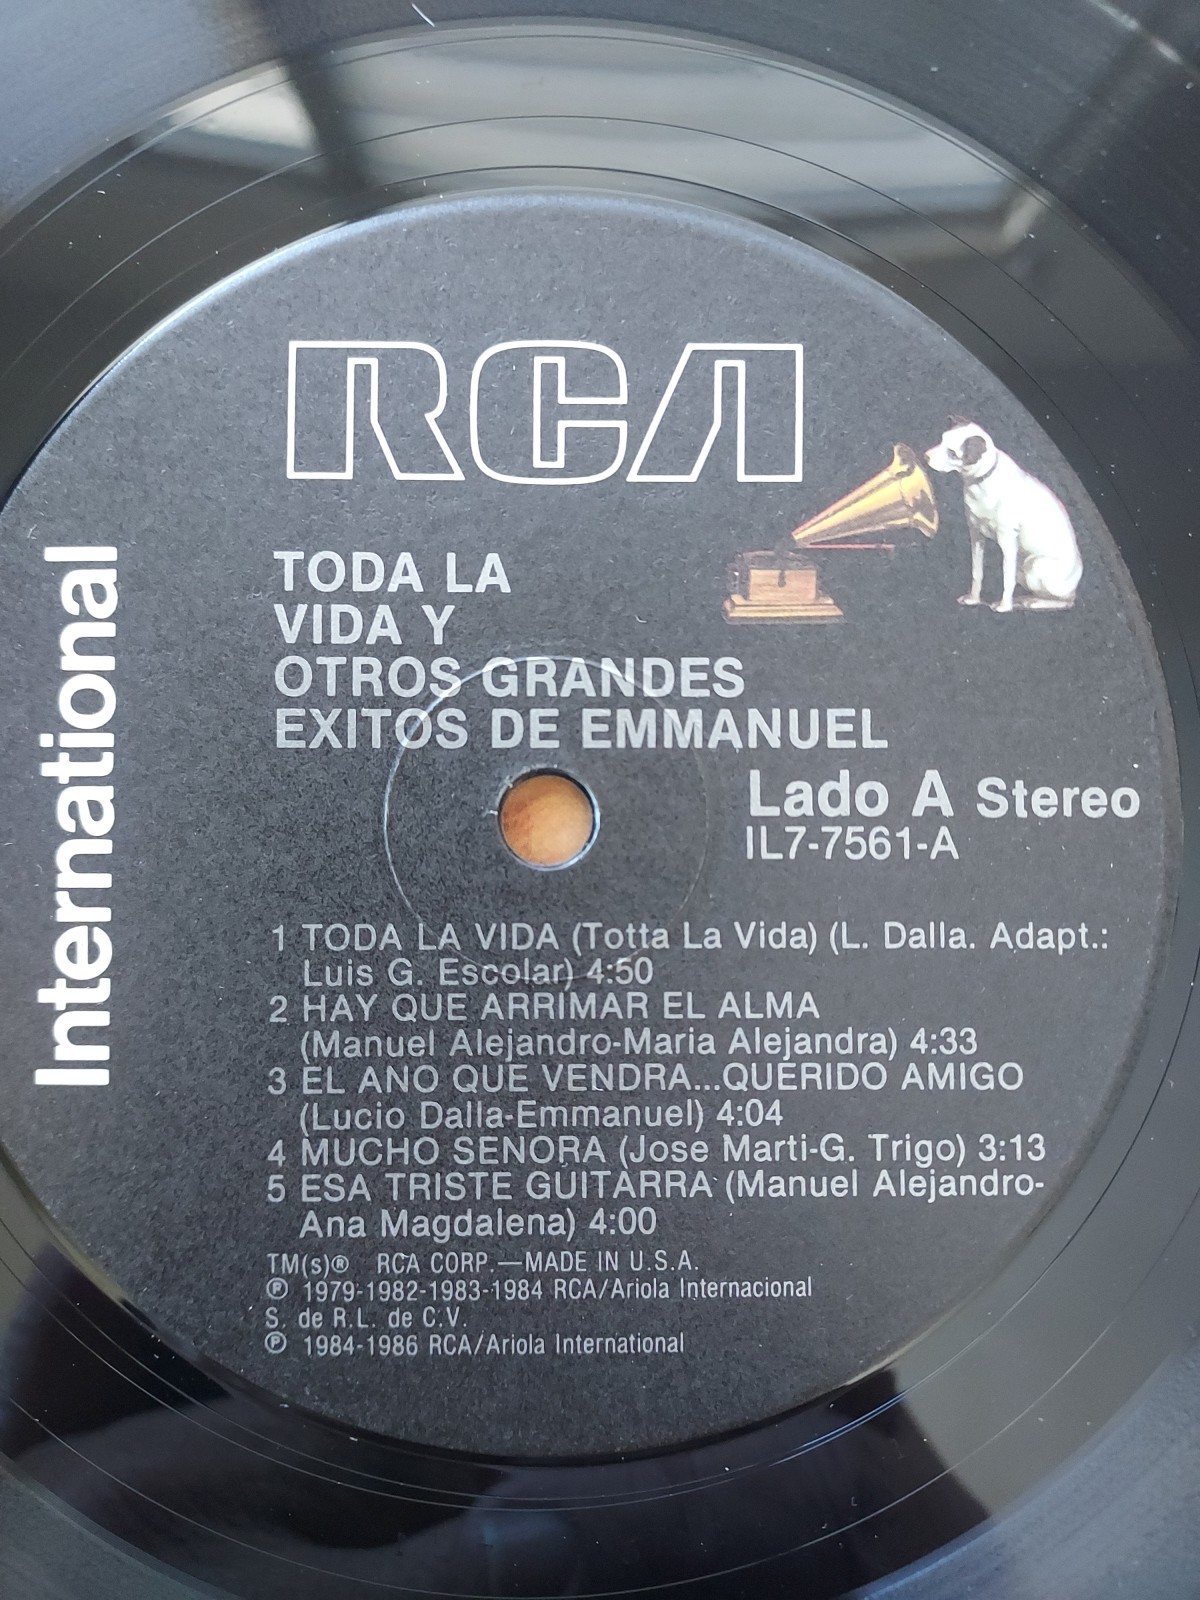 RCA
International
TODA LA
VIDA Y
OTROS GRANDES
EXITOS DE EMMANUEL
Lado A Stereo
IL7-7561-A
1 TODA LA VIDA (Totta La Vida) (L. Dalla. Adapt.:
Luis G. Escolar) 4:50
2 HAY QUE ARRIMAR EL ALMA
(Manuel Alejandro-Maria Alejandra) 4:33
3 EL ANO QUE VENDRA...QUERIDO AMIGO
(Lucio Dalla-Emmanuel) 4:04
4 MUCHO SENORA (Jose Marti-G. Trigo) 3:13
5 ESA TRISTE GUITARRA (Manuel Alejandro-
Ana Magdalena) 4:00
TM(s)® RCA CORP.—MADE IN U.S.A.
℗ 1979-1982-1983-1984 RCA/Ariola Internacional
S. de R.L. de C.V.
℗ 1984-1986 RCA/Ariola International